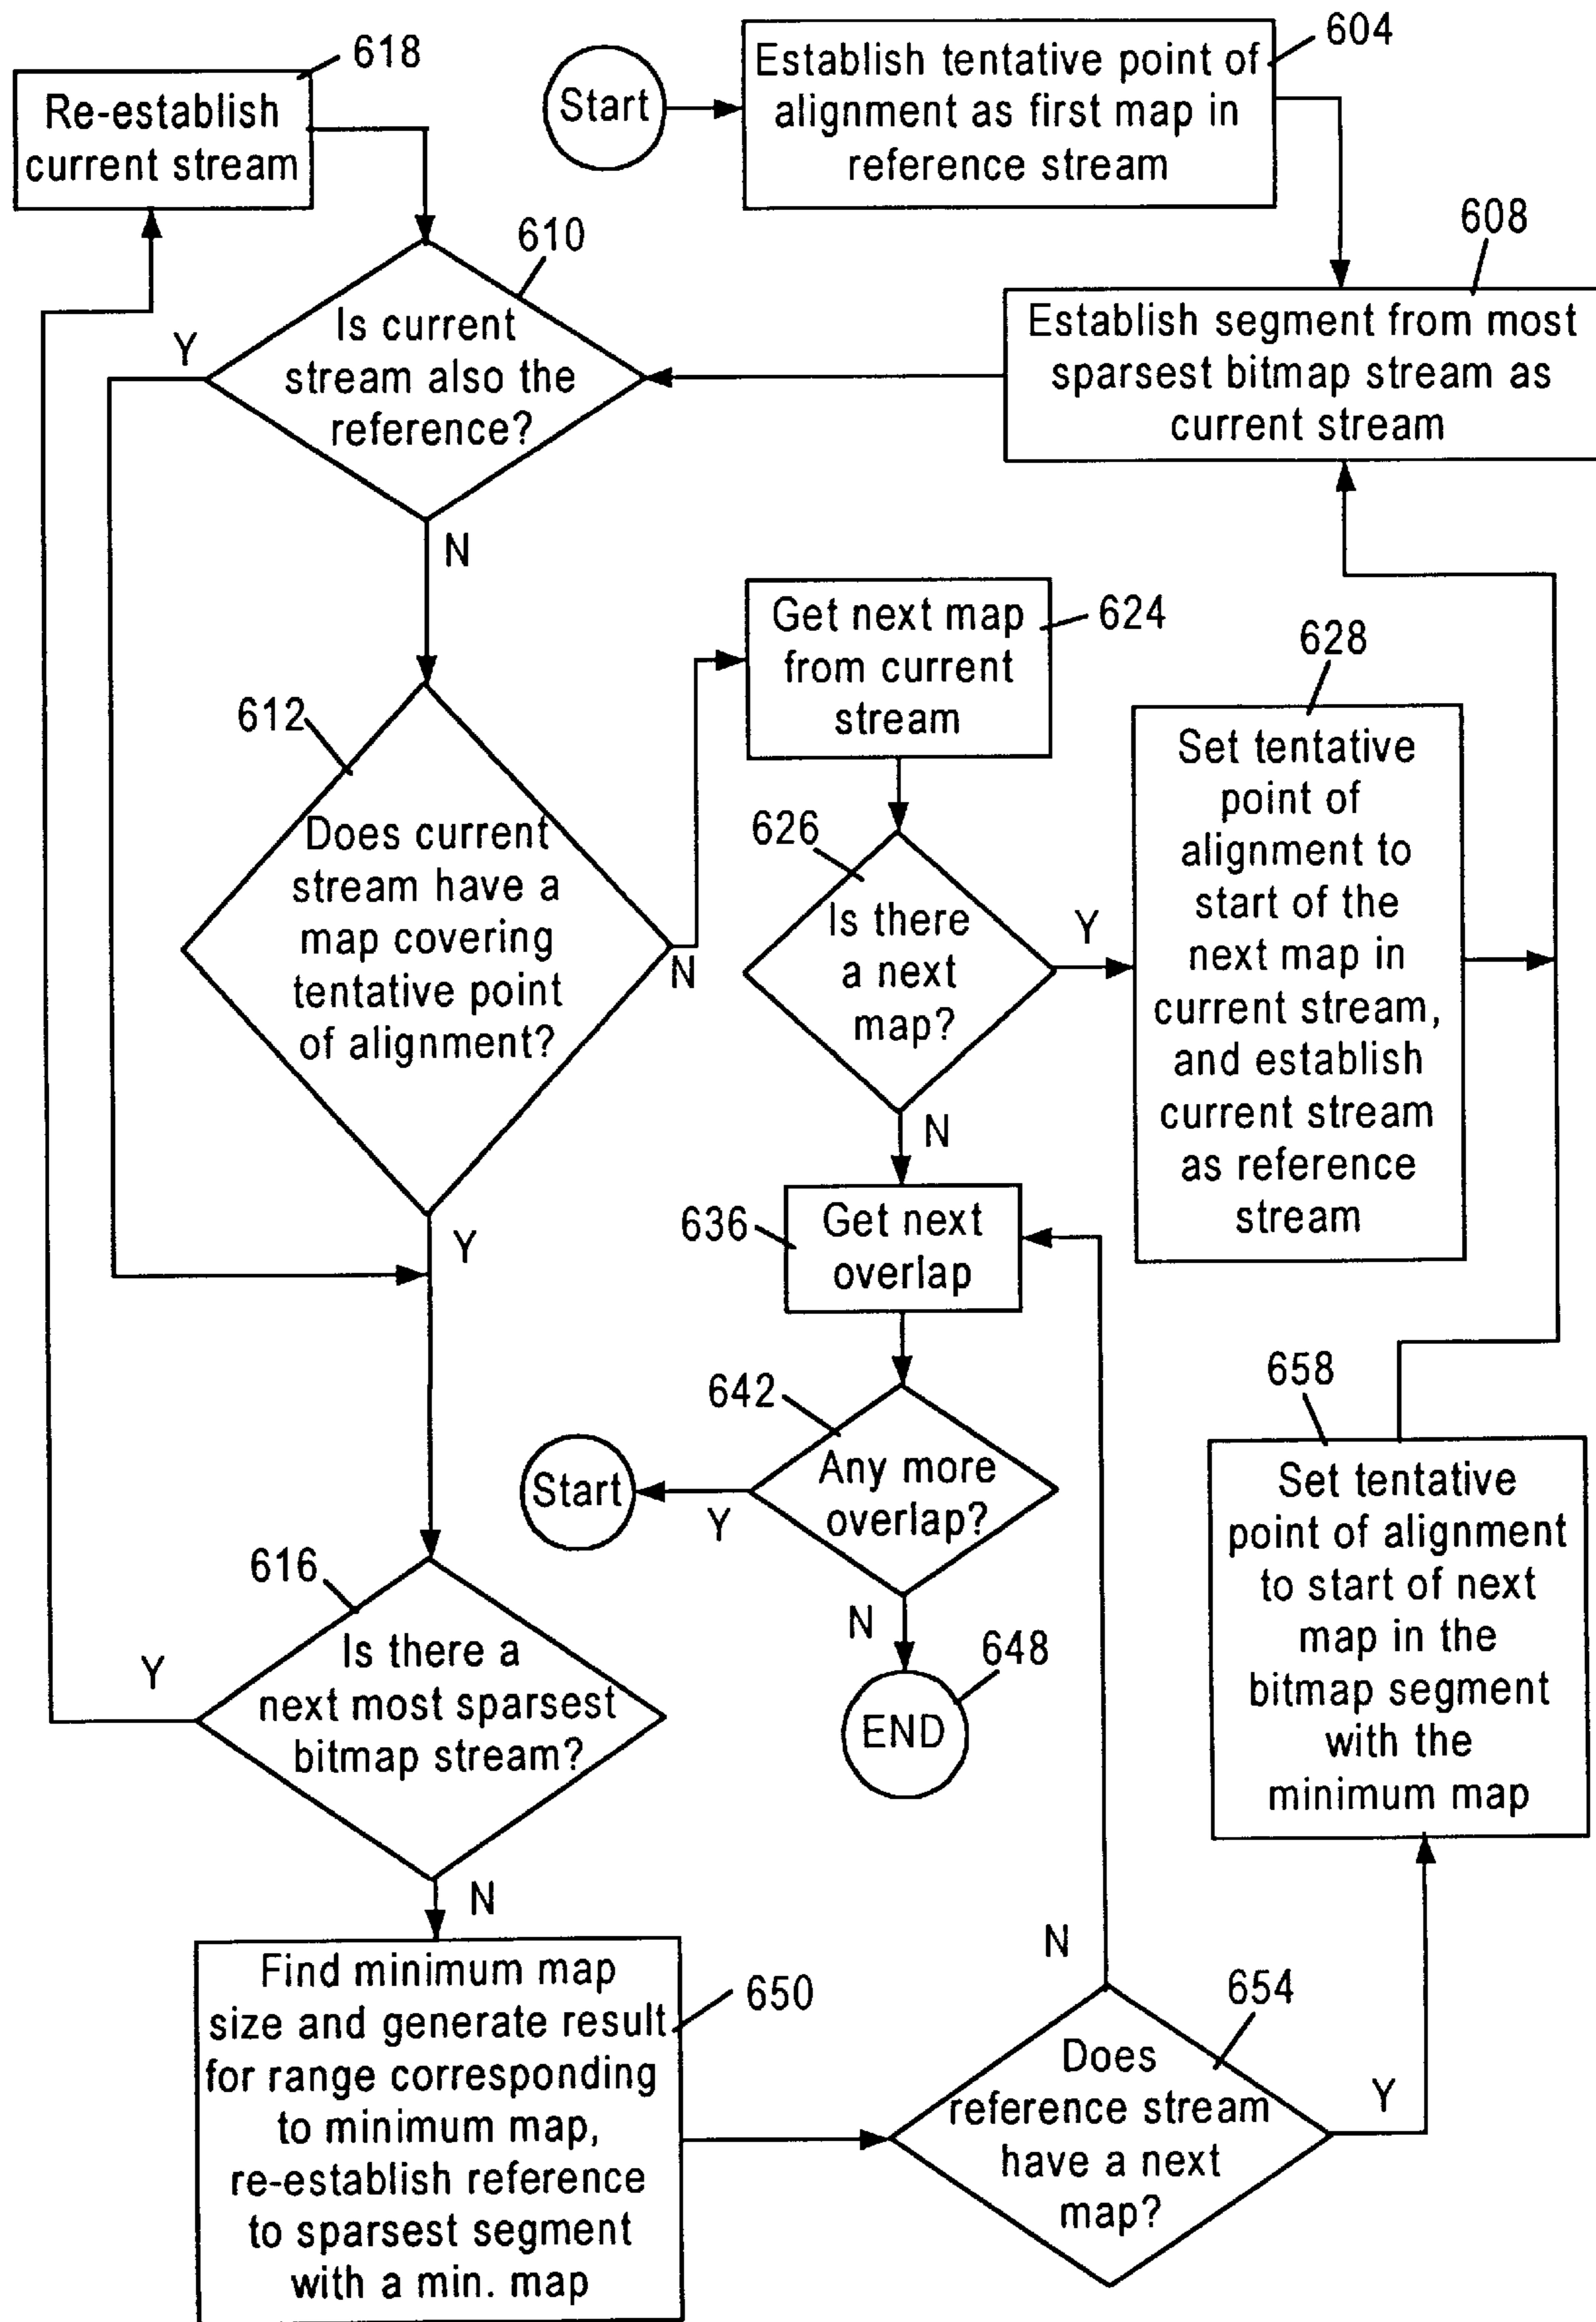 618
Re-establish
current stream
Start
604
Establish tentative point of
alignment as first map in
reference stream
608
Establish segment from most
sparsest bitmap stream as
current stream
610
Is current
stream also the
reference?
Y
N
612
Does current
stream have a
map covering
tentative point
of alignment?
N
Y
624
Get next map
from current
stream
626
Is there
a next
map?
Y
N
628
Set tentative
point of
alignment to
start of the
next map in
current stream,
and establish
current stream
as reference
stream
636
Get next
overlap
642
Any more
overlap?
Y
Start
N
648
END
616
Is there a
next most sparsest
bitmap stream?
Y
N
658
Set tentative
point of alignment
to start of next
map in the
bitmap segment
with the
minimum map
650
Find minimum map
size and generate result
for range corresponding
to minimum map,
re-establish reference
to sparsest segment
with a min. map
654
Does
reference stream
have a next
map?
N
Y